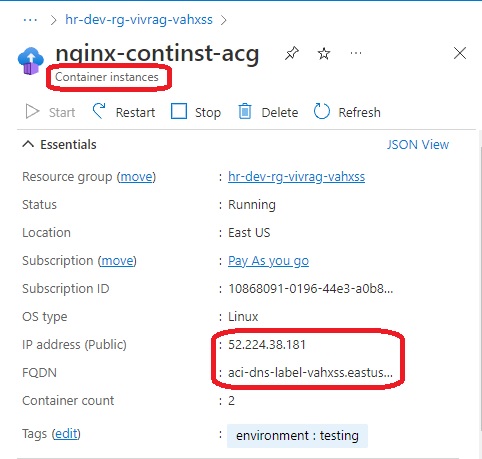 ... > hr-dev-rg-vivrag-vahxss >
nginx-continst-acg ...
Container instances
Start Restart Stop Delete Refresh
Essentials JSON View
Resource group (move) : hr-dev-rg-vivrag-vahxss
Status : Running
Location : East US
Subscription (move) : Pay As you go
Subscription ID : 10868091-0196-44e3-a0b8...
OS type : Linux
IP address (Public) : 52.224.38.181
FQDN : aci-dns-label-vahxss.eastus...
Container count : 2
Tags (edit) : environment : testing